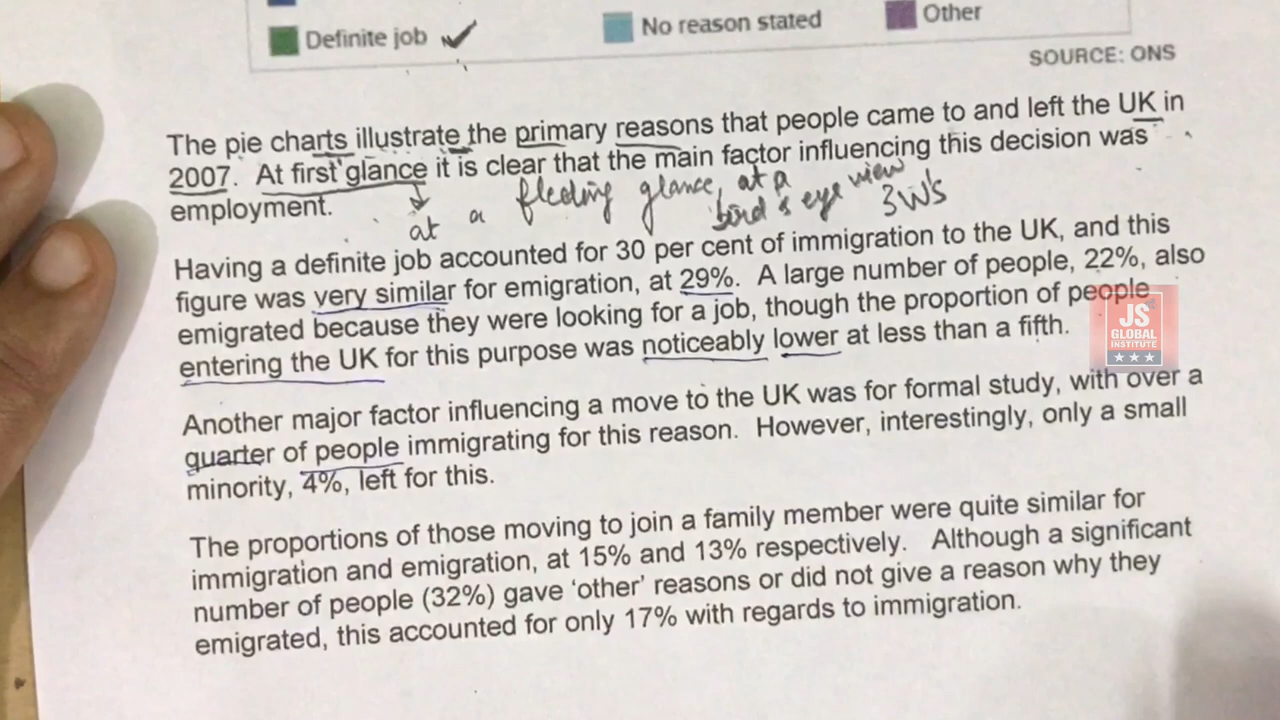 Definite job
No reason stated
Other
SOURCE: ONS
The pie charts illustrate the primary reasons that people came to and left the UK in
2007. At first glance it is clear that the main factor influencing this decision was
employment.
at a fleeding glance, at a
bird's eye view
3W's
Having a definite job accounted for 30 per cent of immigration to the UK, and this
figure was very similar for emigration, at 29%. A large number of people, 22%, also
emigrated because they were looking for a job, though the proportion of people
entering the UK for this purpose was noticeably lower at less than a fifth.
Another major factor influencing a move to the UK was for formal study, with over a
quarter of people immigrating for this reason. However, interestingly, only a small
minority, 4%, left for this.
The proportions of those moving to join a family member were quite similar for
immigration and emigration, at 15% and 13% respectively. Although a significant
number of people (32%) gave ‘other’ reasons or did not give a reason why they
emigrated, this accounted for only 17% with regards to immigration.
JS
GLOBAL
INSTITUTE